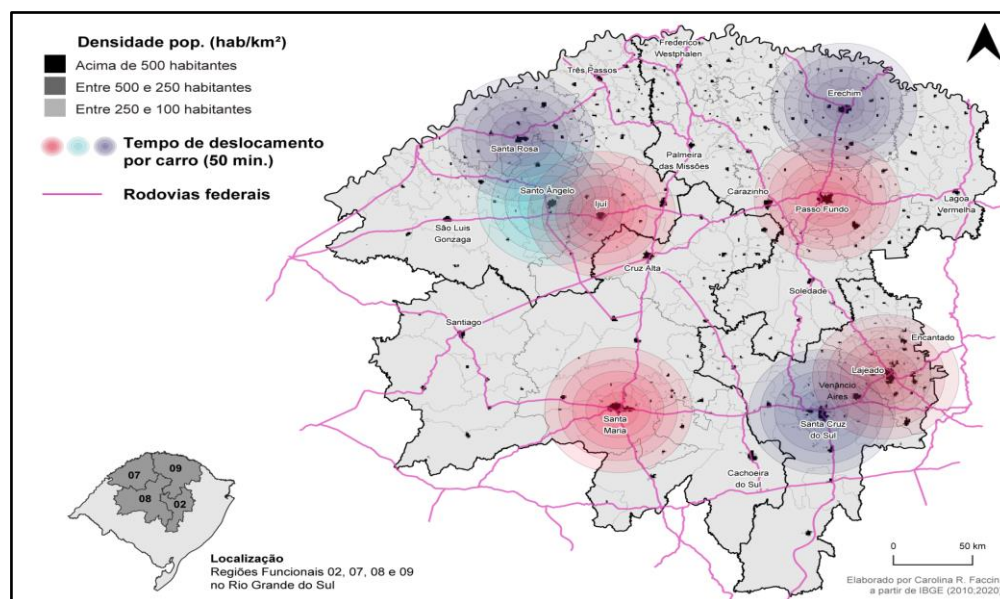 Densidade pop. (hab/km²)
Acima de 500 habitantes
Entre 500 e 250 habitantes
Entre 250 e 100 habitantes
Tempo de deslocamento
por carro (50 min.)
Rodovias federais
Frederico
Westphalen
Três Passos
Erechim
Santa Rosa
Palmeira
das Missões
Santo Ângelo
Ijuí
Carazinho
Passo Fundo
Lagoa
Vermelha
São Luis
Gonzaga
Cruz Alta
Soledade
Santiago
Encantado
Lajeado
Venâncio
Aires
Santa
Maria
Santa Cruz
do Sul
Cachoeira
do Sul
07
09
08
02
Localização
Regiões Funcionais 02, 07, 08 e 09
no Rio Grande do Sul
0
50 km
Elaborado por Carolina R. Faccin
a partir de IBGE (2010;2020)